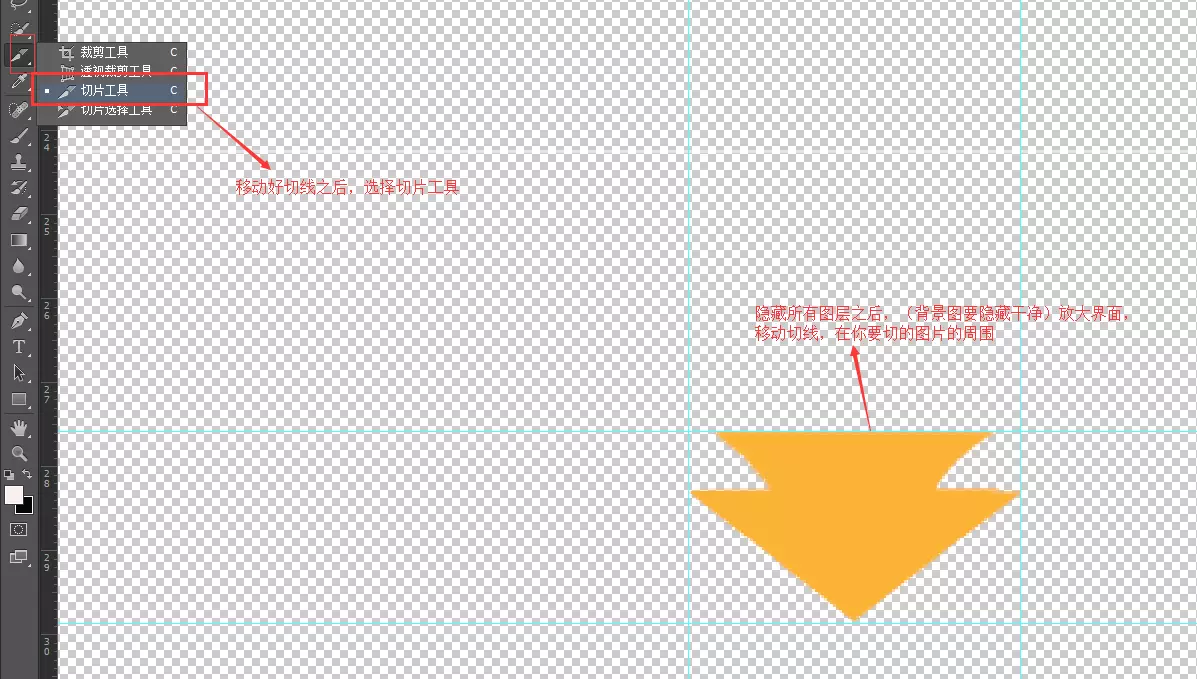 裁剪工具 C
透视裁剪工具 C
切片工具 C
切片选择工具 C
24
移动好切线之后，选择切片工具
25
26
隐藏所有图层之后，（背景图要隐藏干净）放大界面，
移动切线，在你要切的图片的周围
T
27
28
29
30